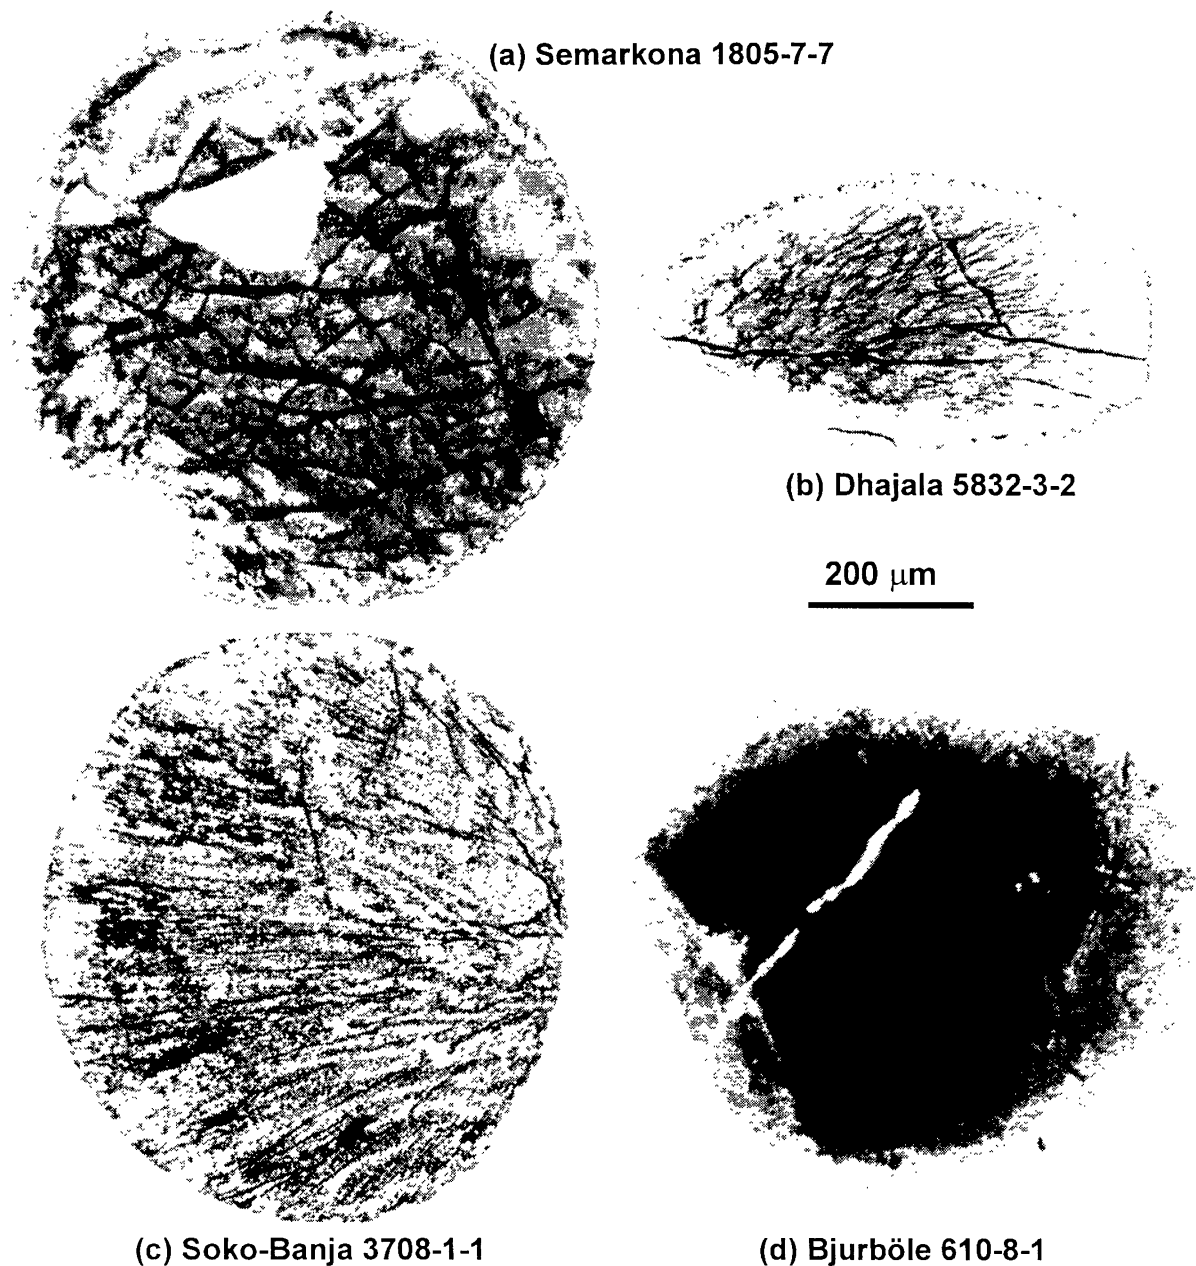 (a) Semarkona 1805-7-7
(b) Dhajala 5832-3-2
200 μm
(c) Soko-Banja 3708-1-1
(d) Bjurböle 610-8-1